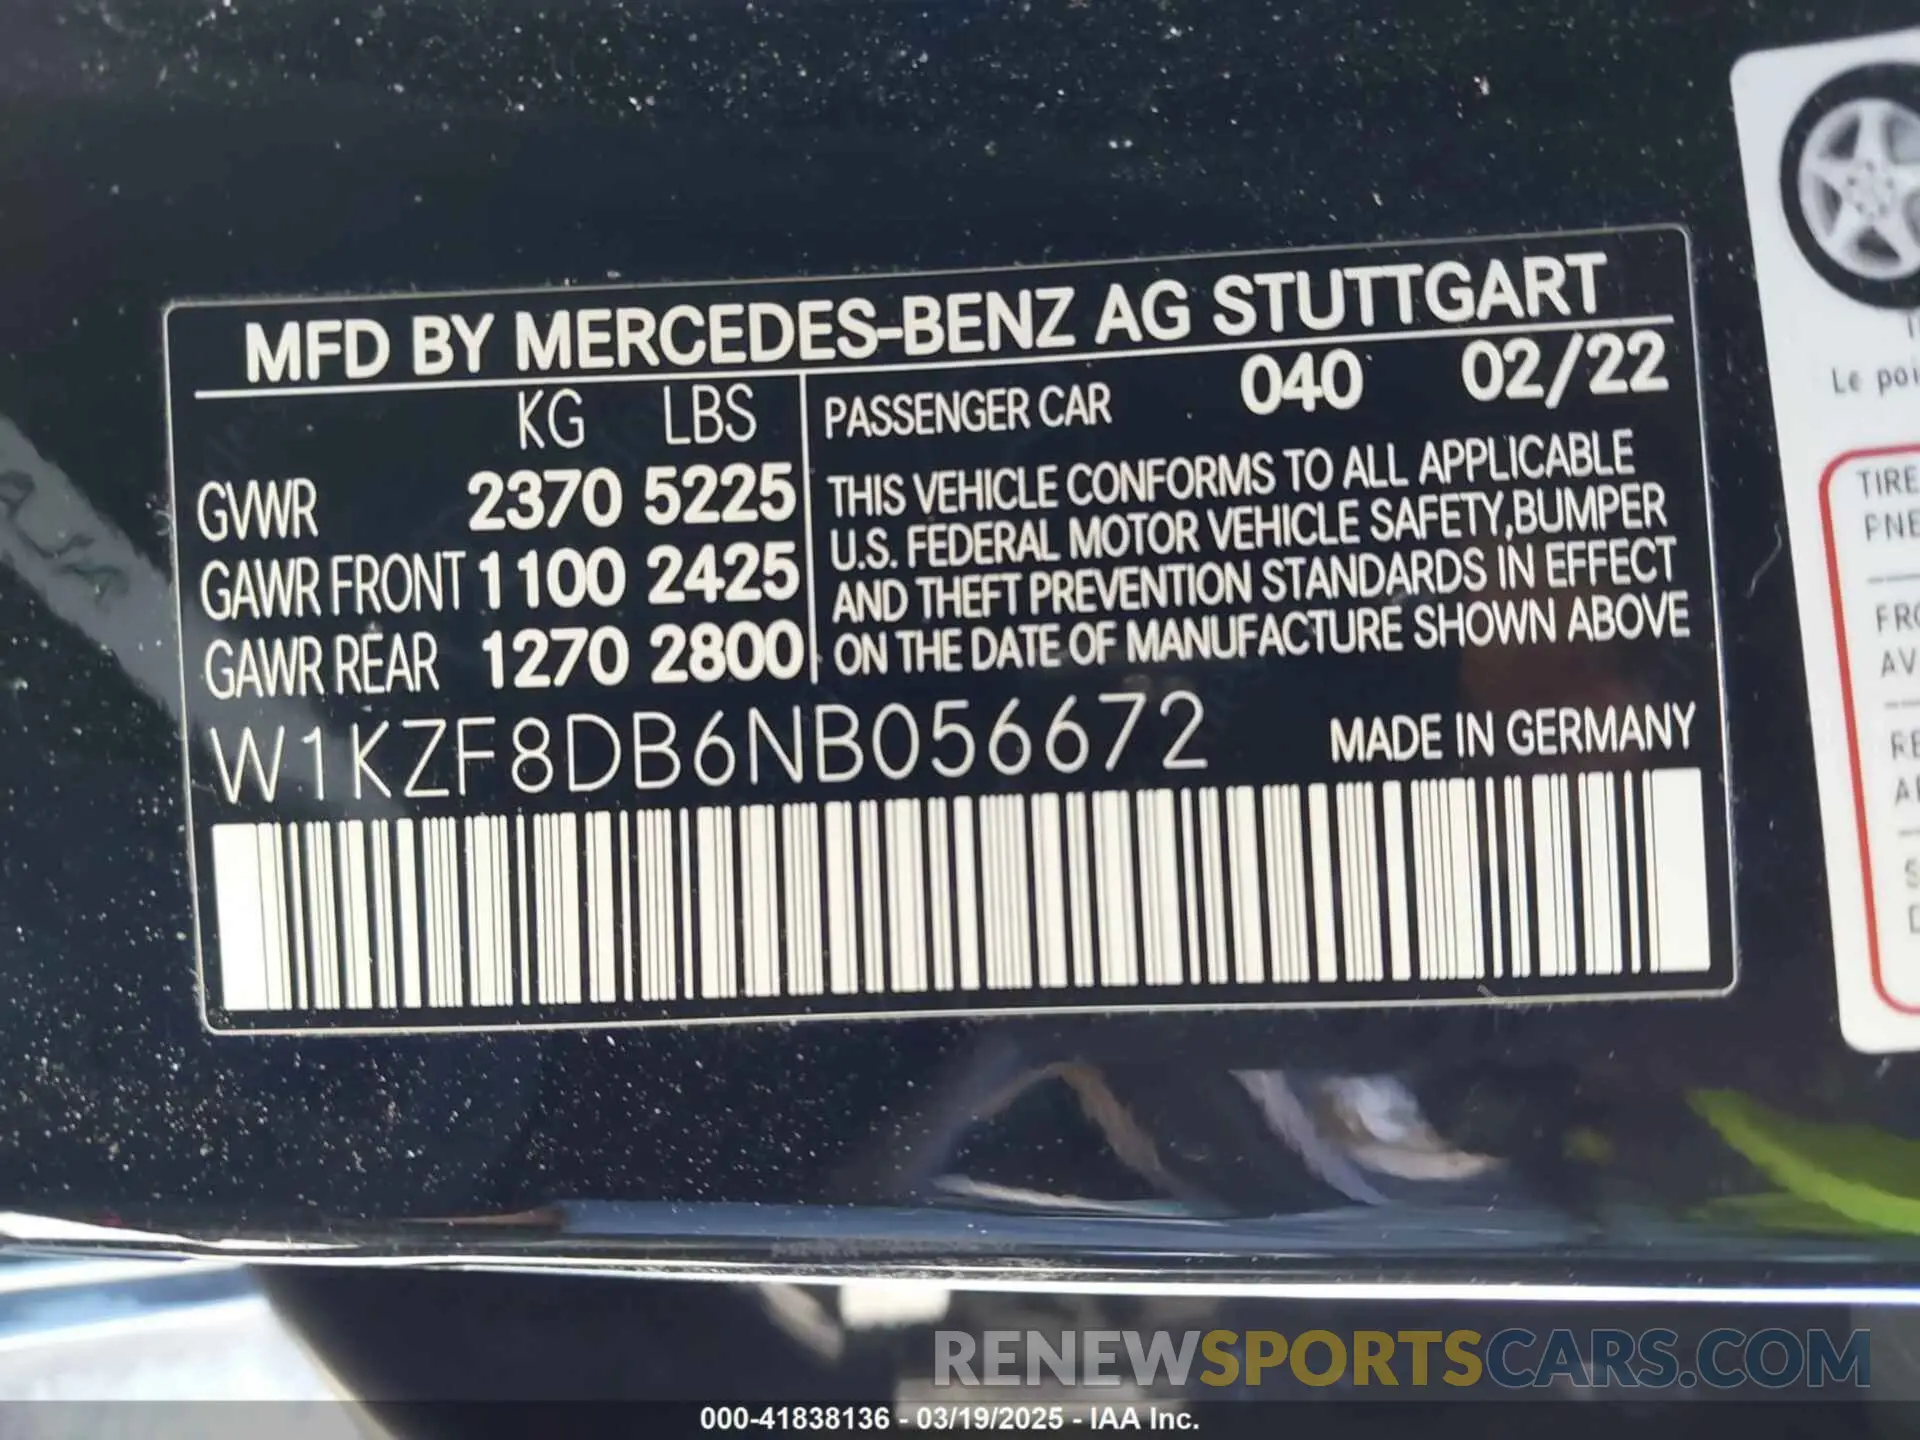 MFD BY MERCEDES-BENZ AG STUTTGART
KG LBS
GVWR 2370 5225
GAWR FRONT 1100 2425
GAWR REAR 1270 2800
PASSENGER CAR 040 02/22
THIS VEHICLE CONFORMS TO ALL APPLICABLE
U.S. FEDERAL MOTOR VEHICLE SAFETY,BUMPER
AND THEFT PREVENTION STANDARDS IN EFFECT
ON THE DATE OF MANUFACTURE SHOWN ABOVE
W1KZF8DB6NB056672 MADE IN GERMANY
Le
TIRE
RENEWSPORTSCARS.COM
000-41838136 - 03/19/2025 - IAA Inc.